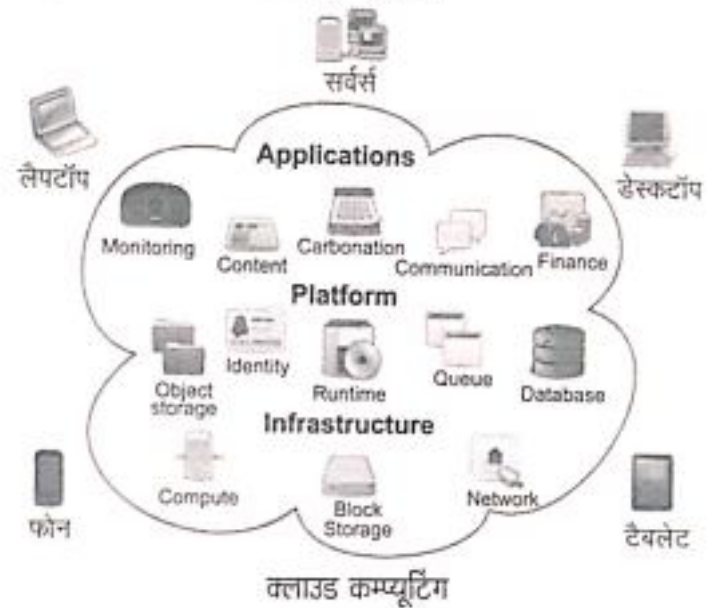 सर्वर्स
लैपटॉप
डेस्कटॉप
Applications
Monitoring
Content
Carbonation
Communication
Finance
Platform
Object storage
Identity
Runtime
Queue
Database
Infrastructure
Compute
Block Storage
Network
फोन
टैबलेट
क्लाउड कम्प्यूटिंग